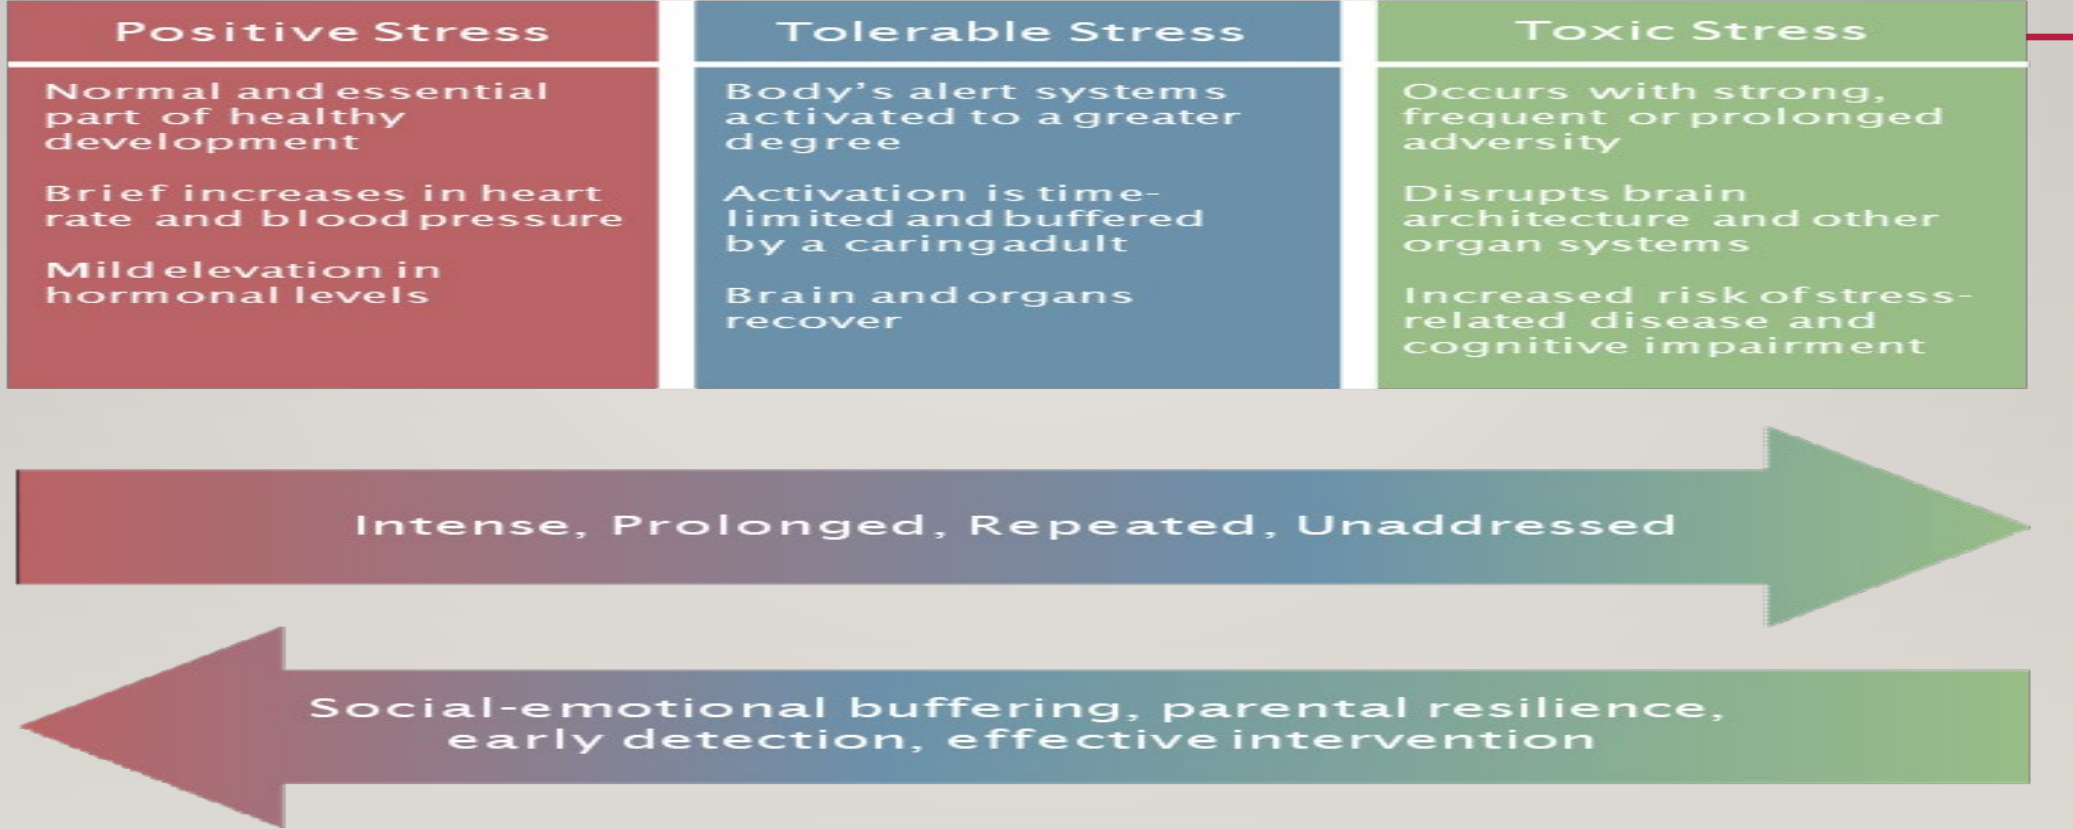 Positive Stress
Normal and essential
part of healthy
development
Brief increases in heart
rate and blood pressure
Mild elevation in
hormonal levels
Tolerable Stress
Body’s alert systems
activated to a greater
degree
Activation is time-
limited and buffered
by a caring adult
Brain and organs
recover
Toxic Stress
Occurs with strong,
frequent or prolonged
adversity
Disrupts brain
architecture and other
organ systems
Increased risk of stress-
related disease and
cognitive impairment
Intense, Prolonged, Repeated, Unaddressed
Social-emotional buffering, parental resilience,
early detection, effective intervention